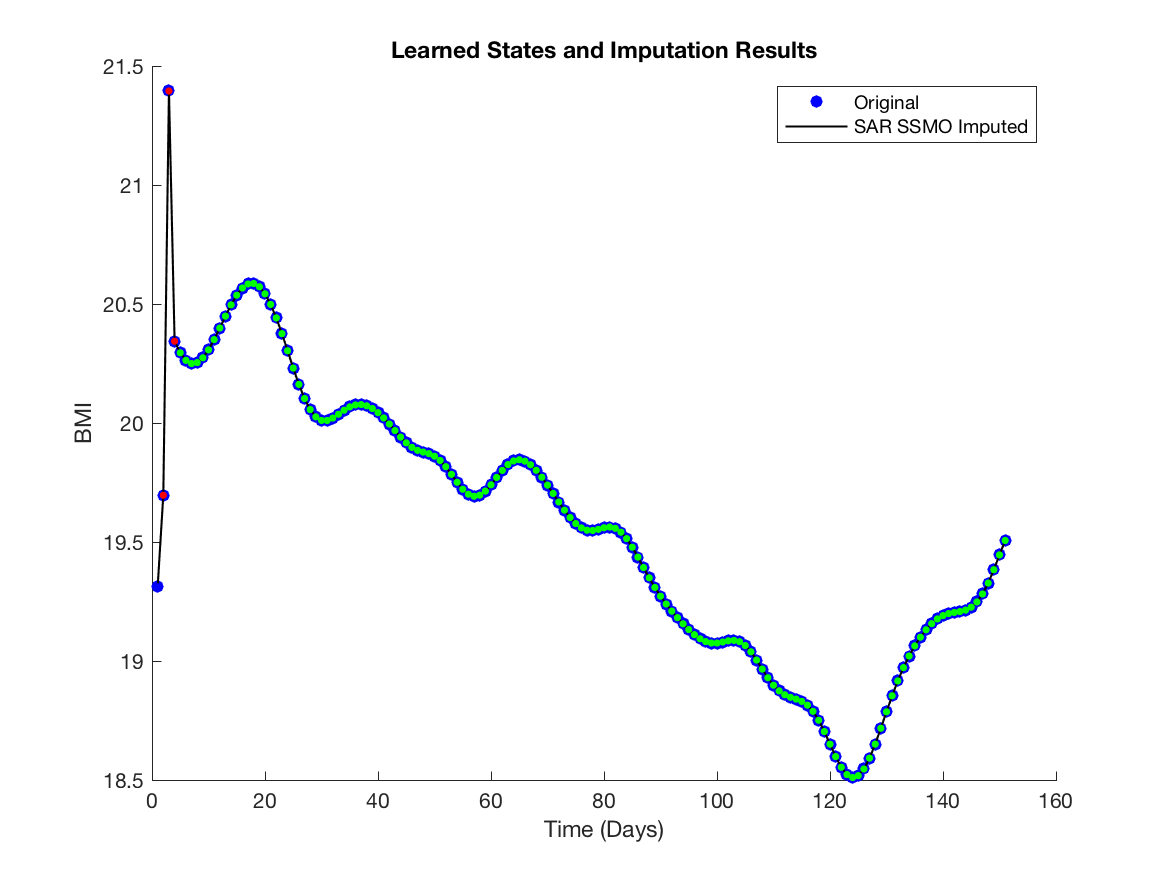 Learned States and Imputation Results
Original
SAR SSMO Imputed
21.5
21
20.5
20
19.5
19
18.5
BMI
0 20 40 60 80 100 120 140 160
Time (Days)